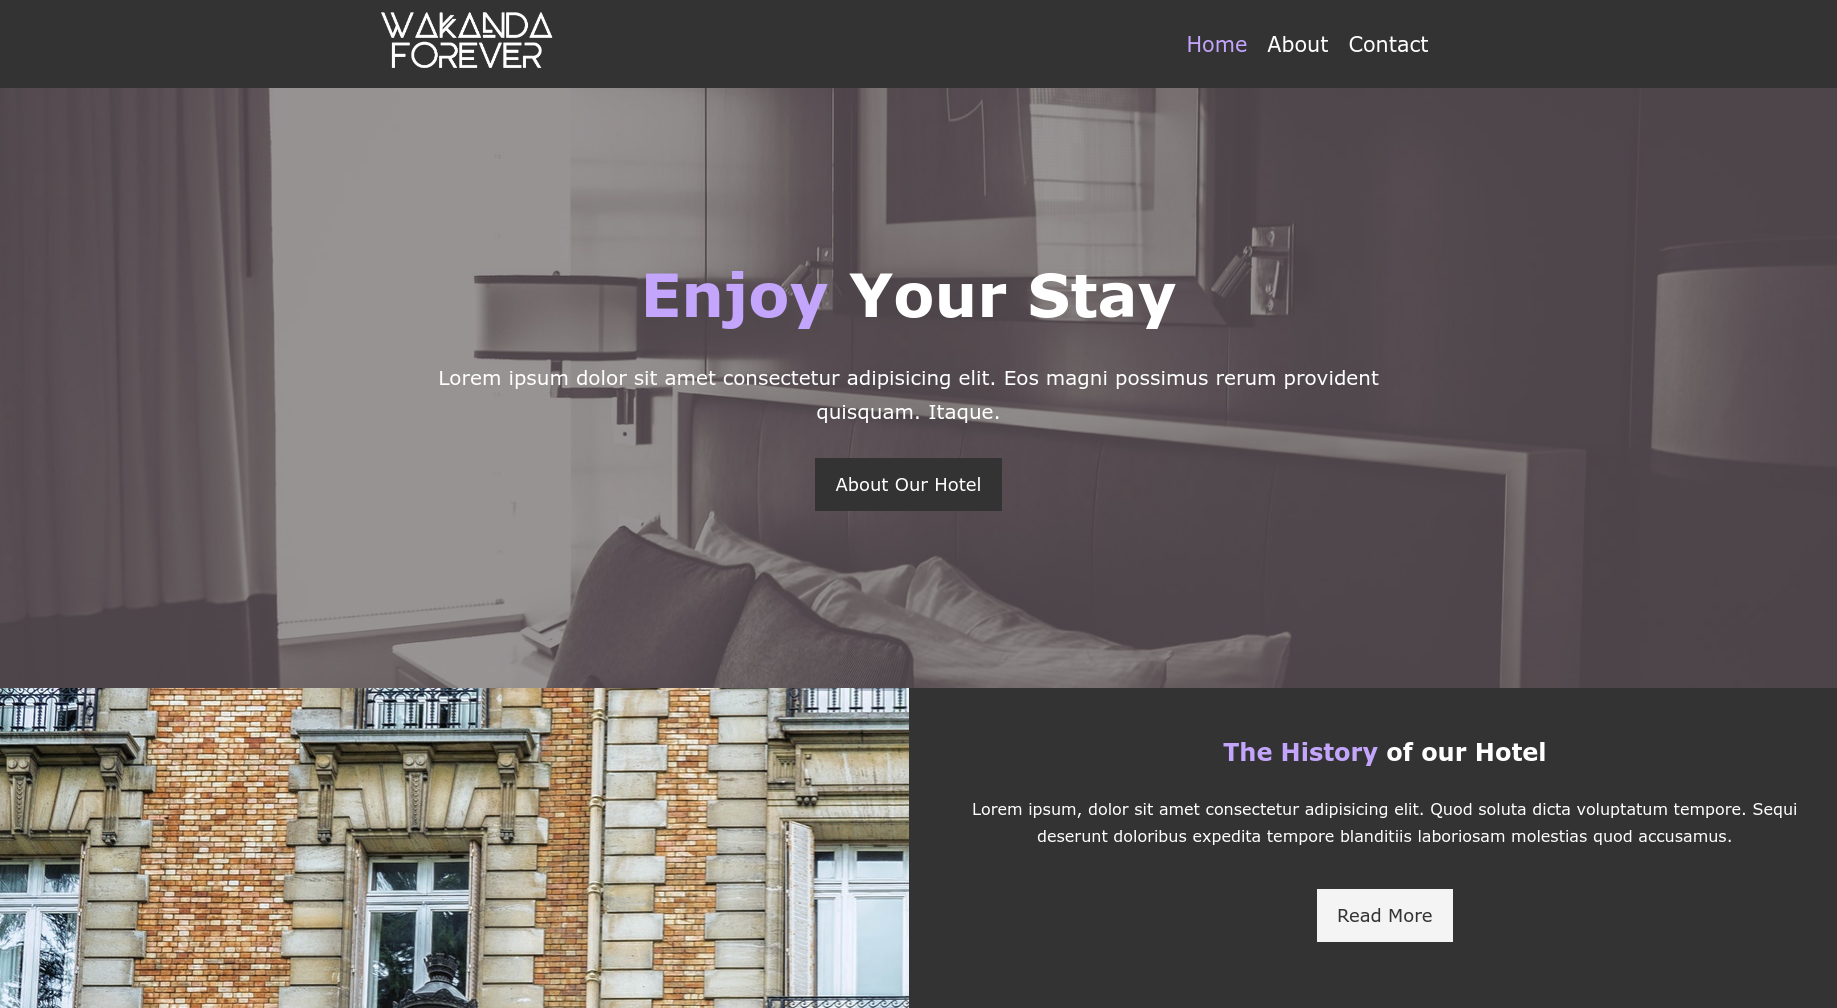 WAKANDA
FOREVER
Home About Contact
Enjoy Your Stay
Lorem ipsum dolor sit amet consectetur adipisicing elit. Eos magni possimus rerum provident
quisquam. Itaque.
About Our Hotel
The History of our Hotel
Lorem ipsum, dolor sit amet consectetur adipisicing elit. Quod soluta dicta voluptatum tempore. Sequi
deserunt doloribus expedita tempore blanditiis laboriosam molestias quod accusamus.
Read More